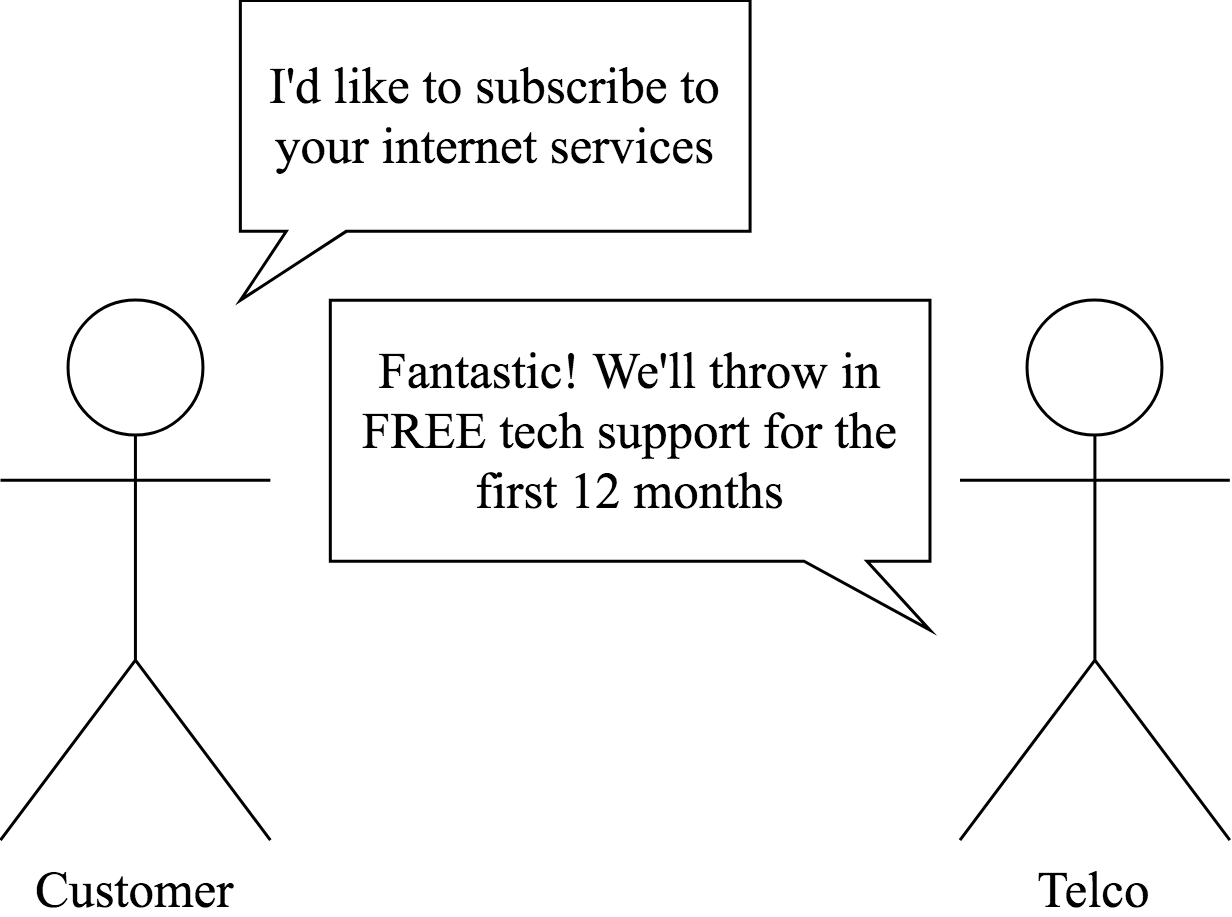 I'd like to subscribe to
your internet services
Fantastic! We'll throw in
FREE tech support for the
first 12 months
Customer
Telco